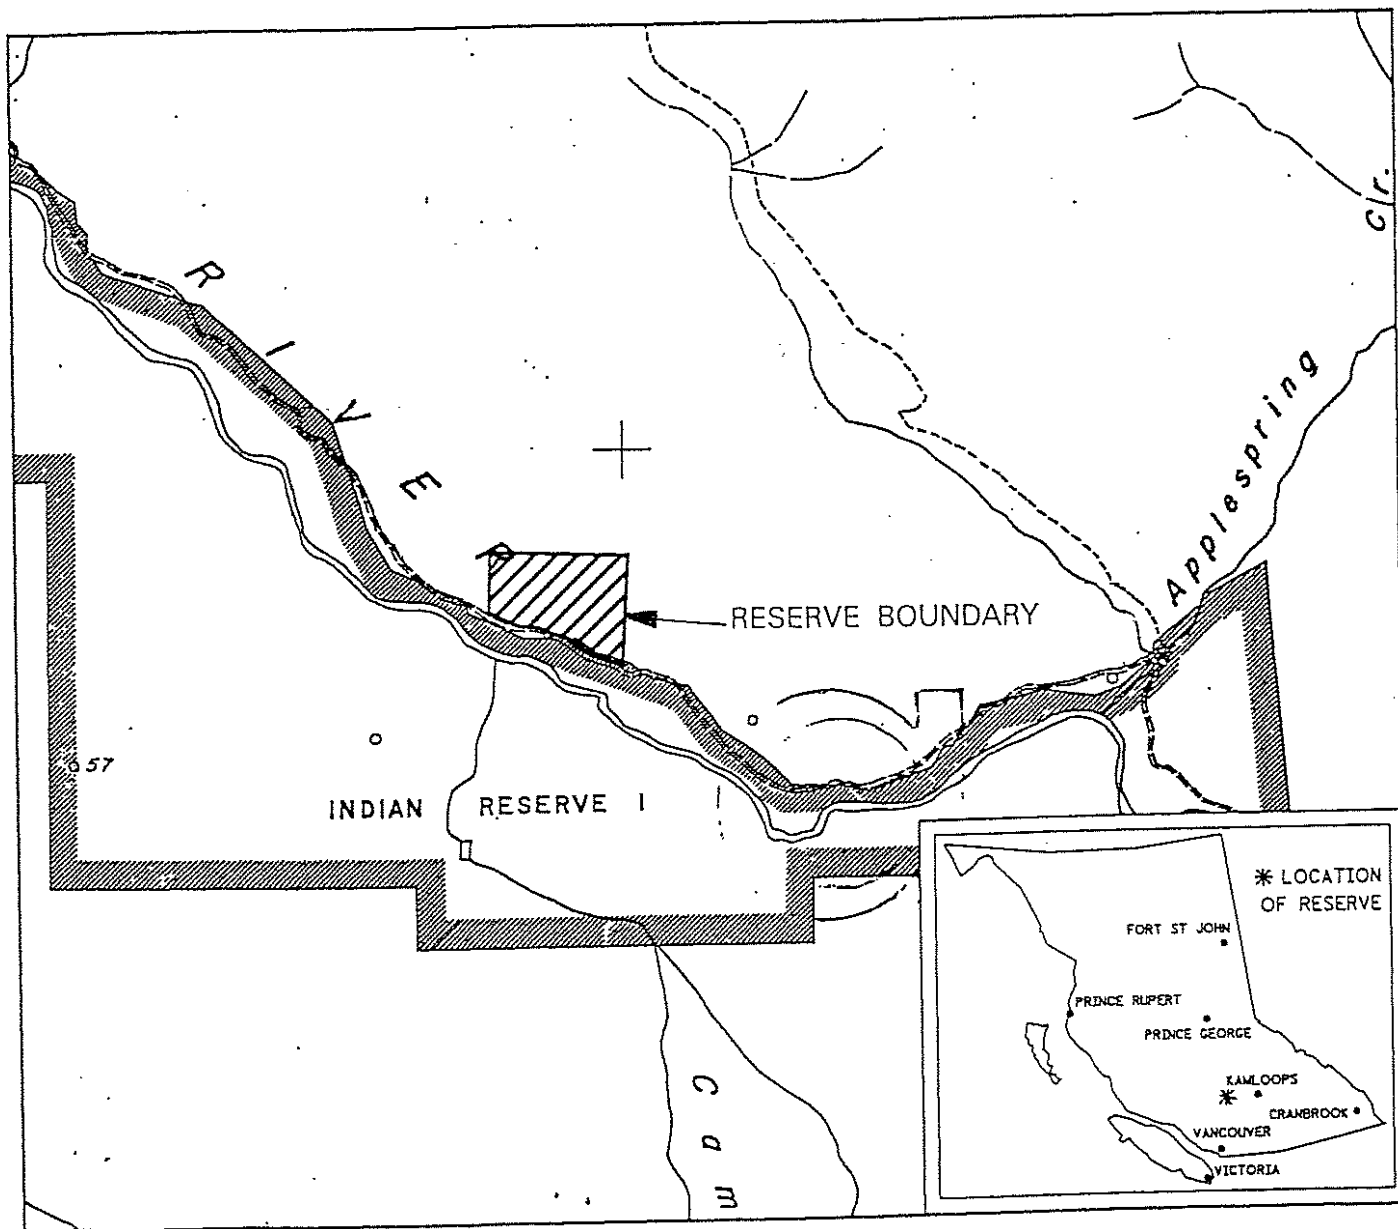 RIVER
Applespring Cr.
RESERVE BOUNDARY
57
INDIAN RESERVE 1
Cam
* LOCATION
OF RESERVE
FORT ST JOHN
PRINCE RUPERT
PRINCE GEORGE
KAMLOOPS
CRANBROOK
VANCOUVER
VICTORIA